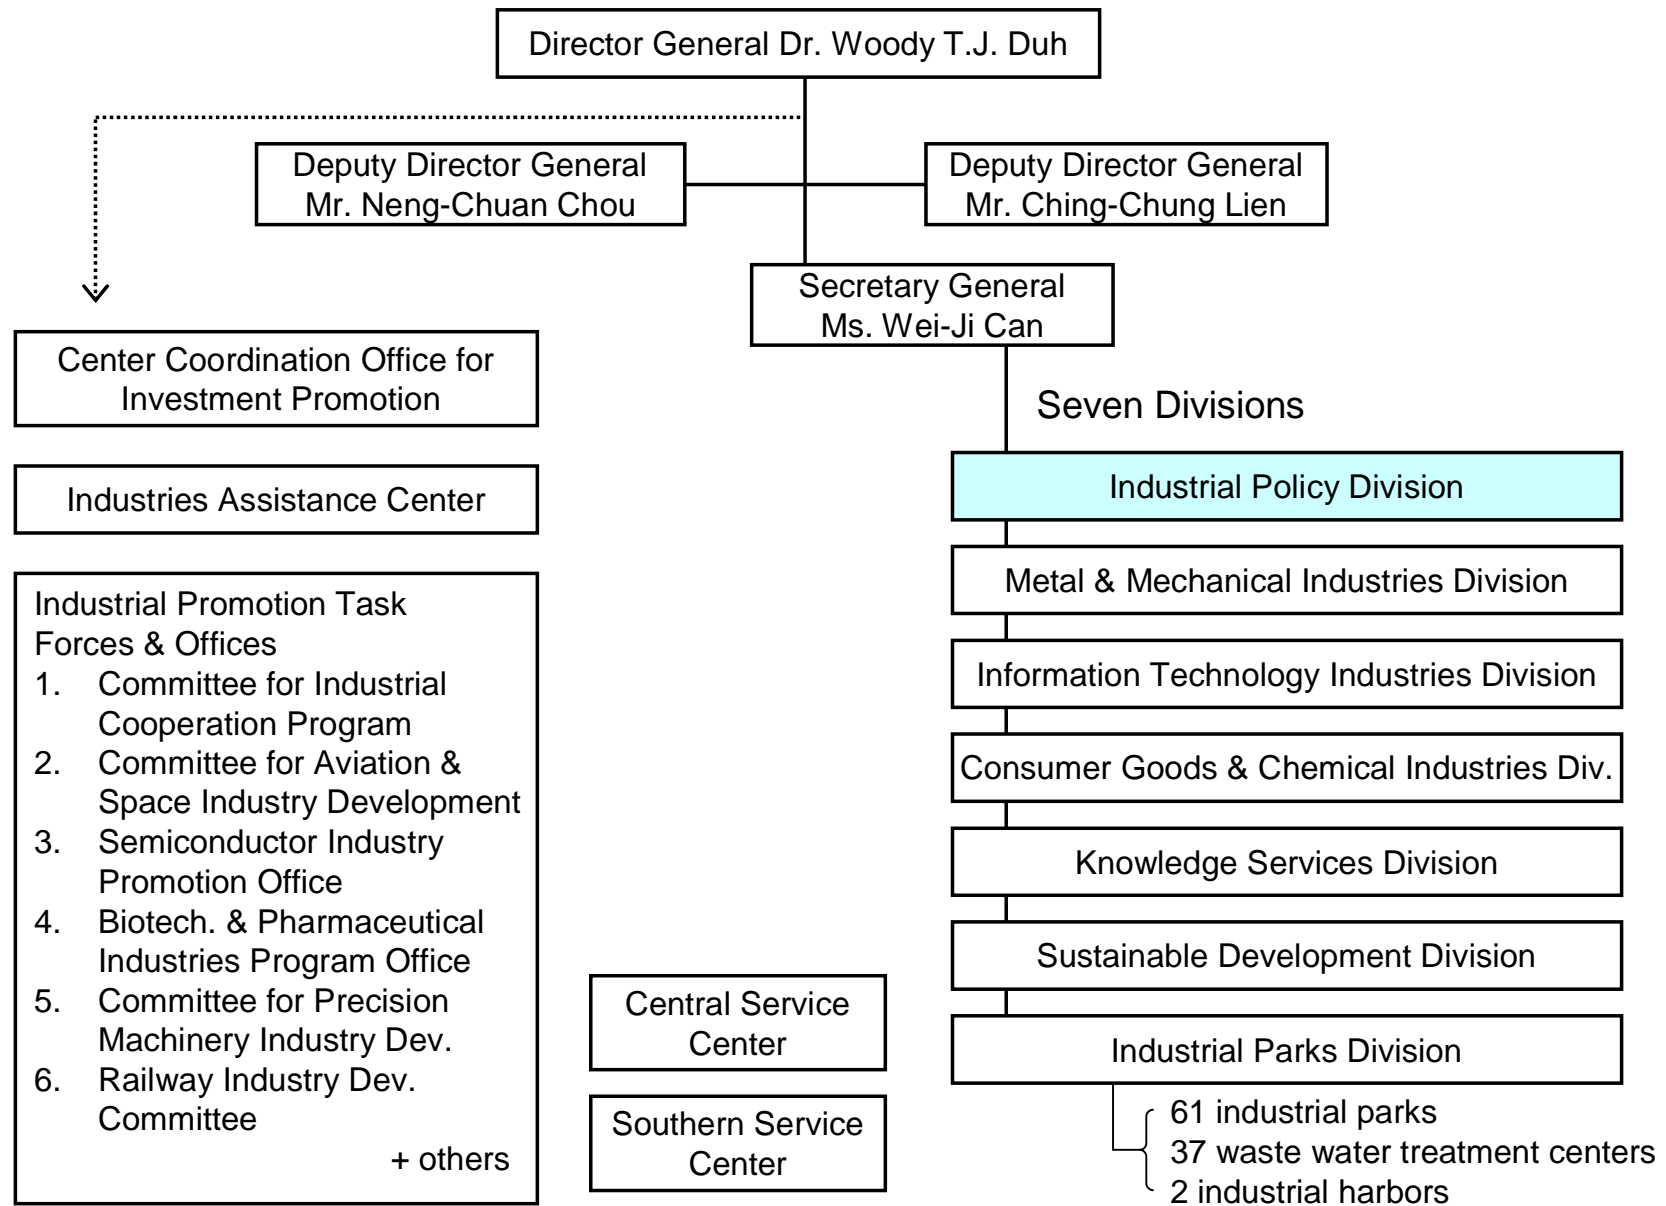 Director General Dr. Woody T.J. Duh
Deputy Director General
Mr. Neng-Chuan Chou
Deputy Director General
Mr. Ching-Chung Lien
Secretary General
Ms. Wei-Ji Can
Center Coordination Office for
Investment Promotion
Industries Assistance Center
Industrial Promotion Task
Forces & Offices
1. Committee for Industrial
Cooperation Program
2. Committee for Aviation &
Space Industry Development
3. Semiconductor Industry
Promotion Office
4. Biotech. & Pharmaceutical
Industries Program Office
5. Committee for Precision
Machinery Industry Dev.
6. Railway Industry Dev.
Committee
+ others
Central Service
Center
Southern Service
Center
Seven Divisions
Industrial Policy Division
Metal & Mechanical Industries Division
Information Technology Industries Division
Consumer Goods & Chemical Industries Div.
Knowledge Services Division
Sustainable Development Division
Industrial Parks Division
61 industrial parks
37 waste water treatment centers
2 industrial harbors